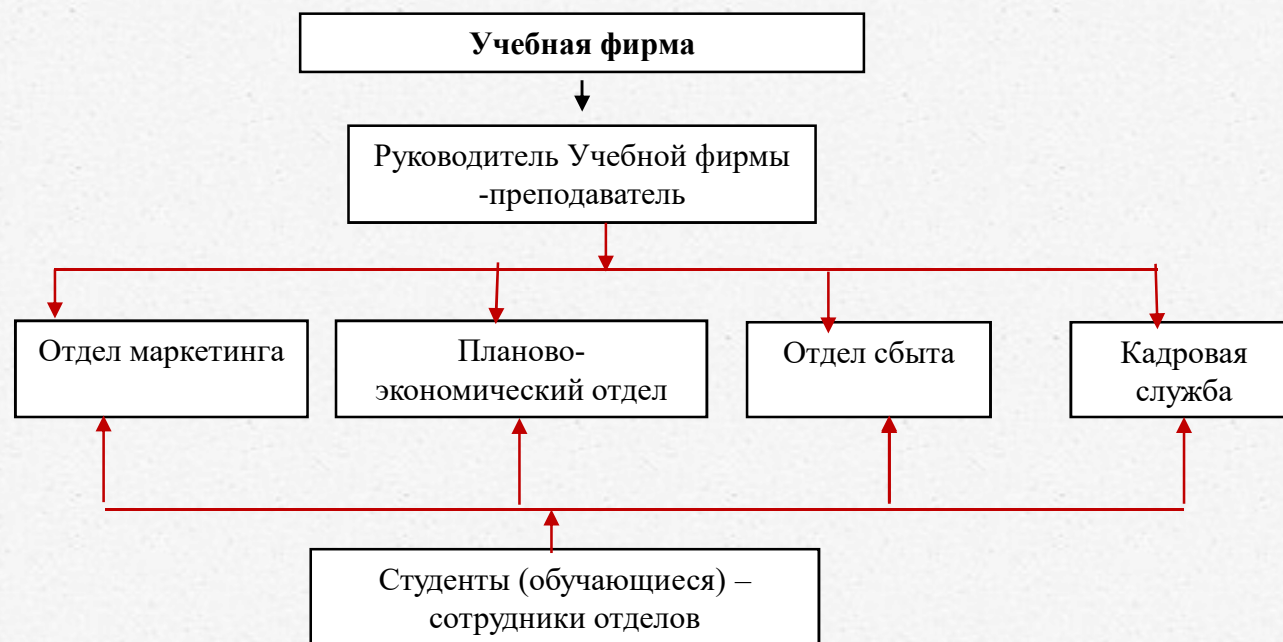 Учебная фирма
Руководитель Учебной фирмы
-преподаватель
Отдел маркетинга
Планово-
экономический отдел
Отдел сбыта
Кадровая
служба
Студенты (обучающиеся) –
сотрудники отделов